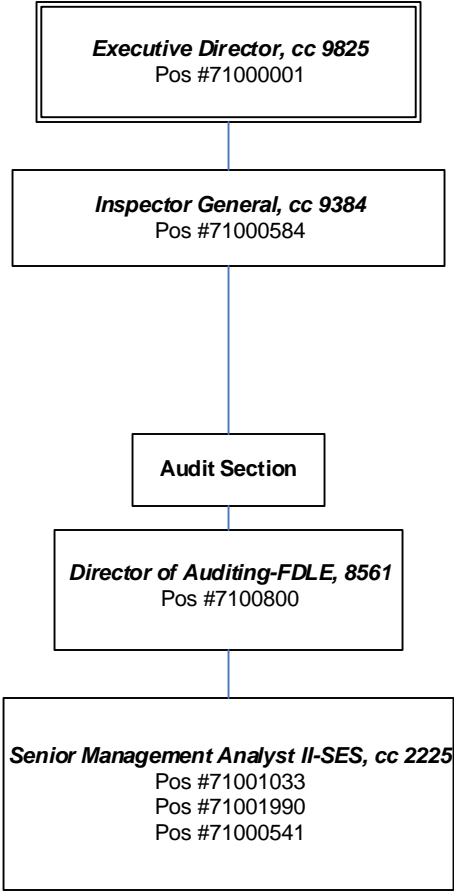 Executive Director, cc 9825
Pos #71000001
Inspector General, cc 9384
Pos #71000584
Audit Section
Director of Auditing-FDLE, 8561
Pos #7100800
Senior Management Analyst II-SES, cc 2225
Pos #71001033
Pos #71001990
Pos #71000541